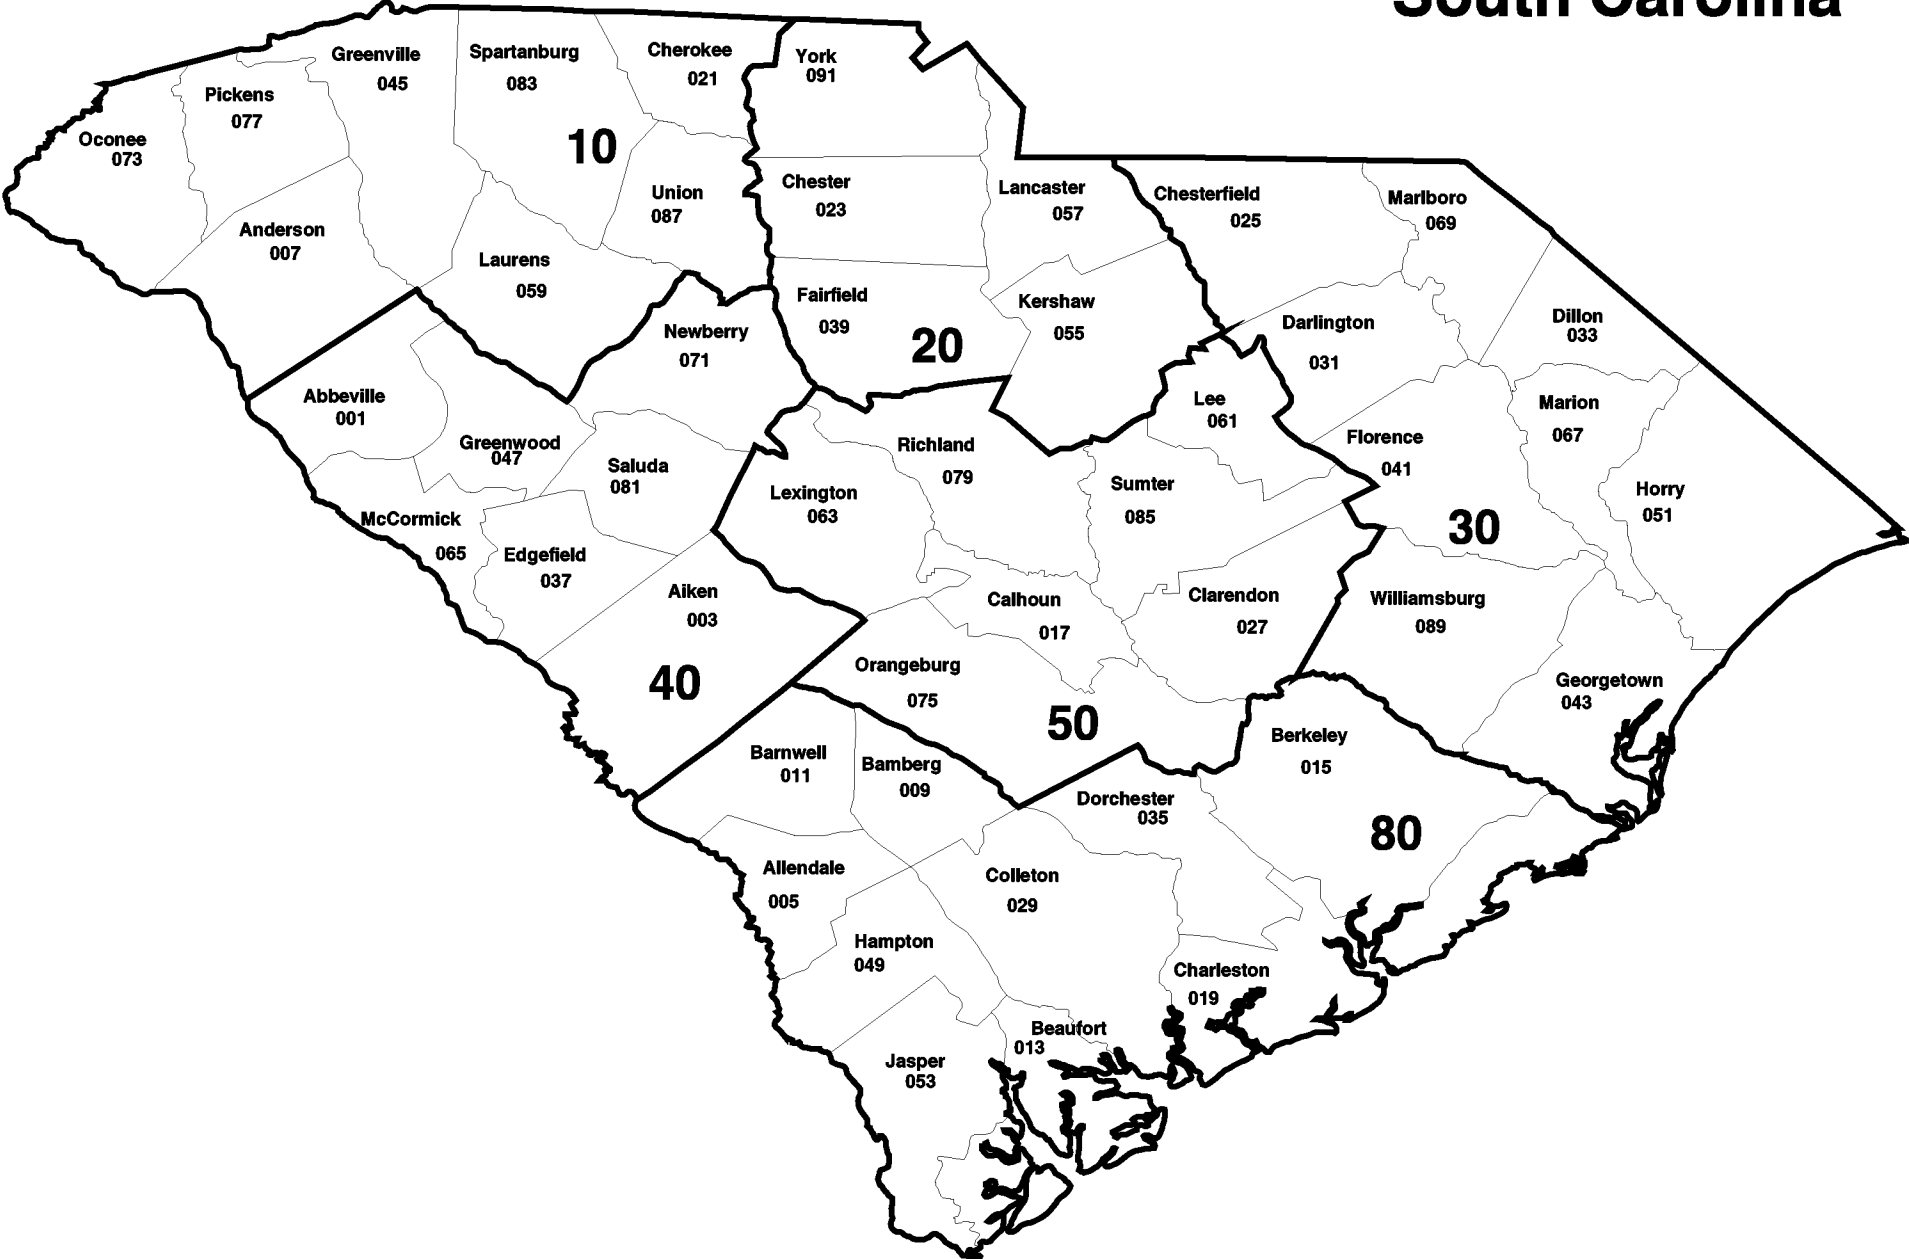 South Carolina
Greenville
045
Spartanburg
083
Cherokee
021
York
091
Pickens
077
Oconee
073
10
Union
087
Chester
023
Lancaster
057
Chesterfield
025
Marlboro
069
Anderson
007
Laurens
059
Fairfield
039
Kershaw
055
Newberry
071
20
Darlington
031
Dillon
033
Abbeville
001
Lee
061
Marion
067
Greenwood
047
Saluda
081
Richland
079
Florence
041
Lexington
063
Sumter
085
Horry
051
McCormick
065
30
Edgefield
037
Aiken
003
Calhoun
017
Clarendon
027
Williamsburg
089
40
Orangeburg
075
50
Georgetown
043
Barnwell
011
Bamberg
009
Berkeley
015
Dorchester
035
80
Allendale
005
Colleton
029
Hampton
049
Charleston
019
Beaufort
013
Jasper
053